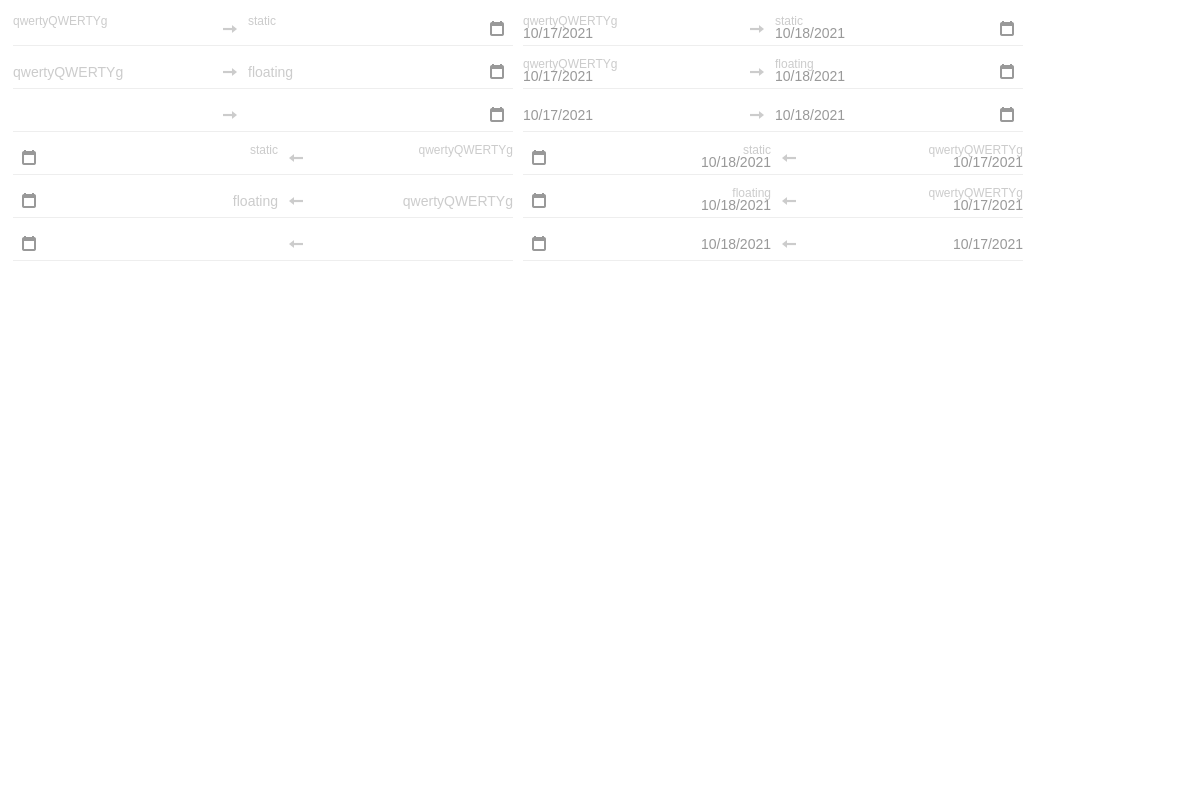 qwertyQWERTYg static qwertyQWERTYg static
10/17/2021 10/18/2021
qwertyQWERTYg floating qwertyQWERTYg floating
10/17/2021 10/18/2021
10/17/2021 10/18/2021
static qwertyQWERTYg static qwertyQWERTYg
10/18/2021 10/17/2021
floating qwertyQWERTYg floating qwertyQWERTYg
10/18/2021 10/17/2021
10/18/2021 10/17/2021